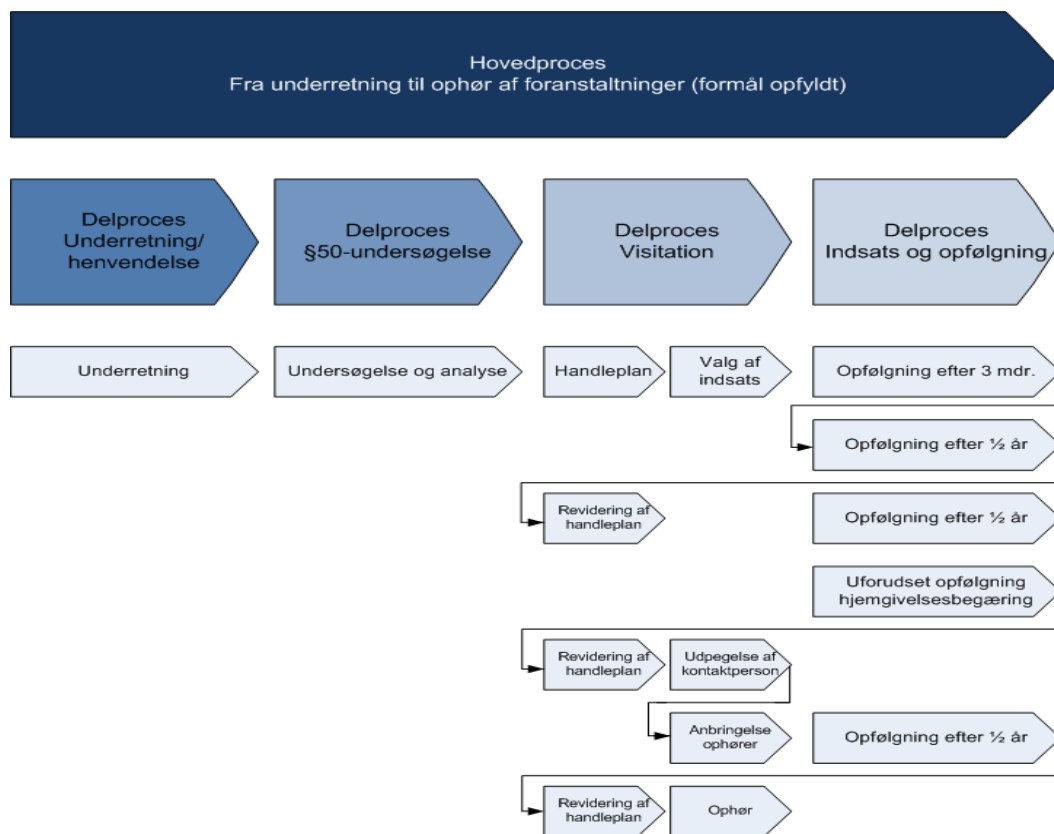 Hovedproces
Fra underretning til ophør af foranstaltninger (formål opfyldt)
Delproces
Underretning/
henvendelse
Delproces
§50-undersøgelse
Delproces
Visitation
Delproces
Indsats og opfølgning
Underretning
Undersøgelse og analyse
Handleplan
Valg af
indsats
Opfølgning efter 3 mdr.
Opfølgning efter ½ år
Revidering af
handleplan
Opfølgning efter ½ år
Uforudset opfølgning
hjemgivelsesbegæring
Revidering af
handleplan
Udpegelse af
kontaktperson
Anbringelse
ophører
Opfølgning efter ½ år
Revidering af
handleplan
Ophør